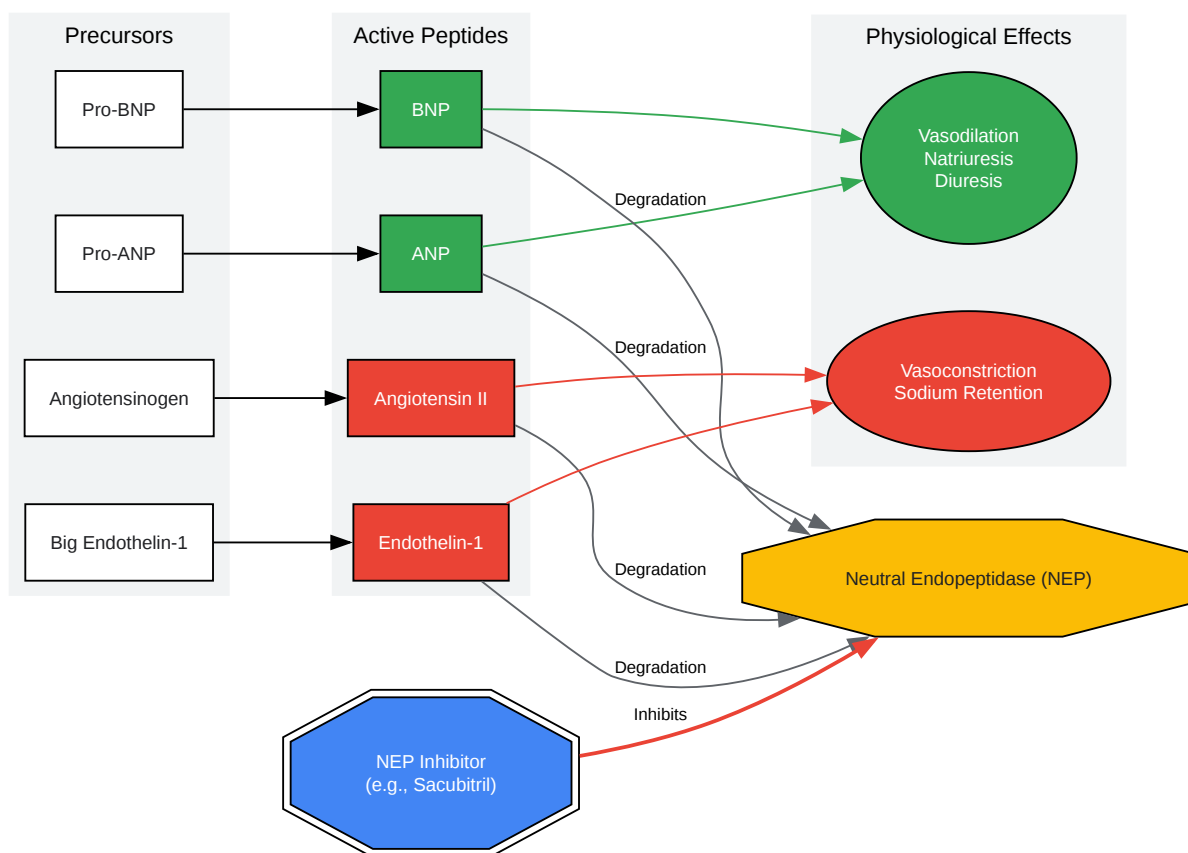 Precursors
Active Peptides
Physiological Effects
Pro-BNP
BNP
Vasodilation
Natriuresis
Diuresis
Degradation
Pro-ANP
ANP
Degradation
Angiotensinogen
Angiotensin II
Vasoconstriction
Sodium Retention
Big Endothelin-1
Endothelin-1
Degradation
Neutral Endopeptidase (NEP)
Degradation
Inhibits
NEP Inhibitor
(e.g., Sacubitril)